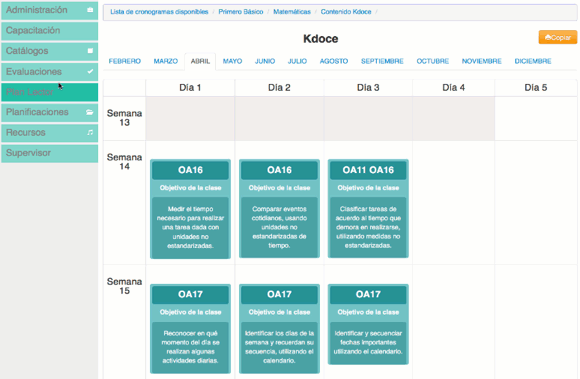 Administración
Capacitación
Catálogos
Evaluaciones
Plan Lector
Planificaciones
Recursos
Supervisor
Lista de cronogramas disponibles / Primero Básico / Matemáticas / Contenido Kdoce /
Kdoce
Copiar
FEBRERO MARZO ABRIL MAYO JUNIO JULIO AGOSTO SEPTIEMBRE OCTUBRE NOVIEMBRE DICIEMBRE
Día 1 Día 2 Día 3 Día 4 Día 5
Semana
13
Semana
14
OA16
Objetivo de la clase
Medir el tiempo
necesario para realizar
una tarea dada con
unidades no
estandarizadas.
OA16
Objetivo de la clase
Comparar eventos
cotidianos, usando
unidades no
estandarizadas de
tiempo.
OA11 OA16
Objetivo de la clase
Clasificar tareas de
acuerdo al tiempo que
demora en realizarse,
utilizando medidas no
estandarizadas.
Semana
15
OA17
Objetivo de la clase
Reconocer en qué
momento del día se
realizan algunas
actividades diarias.
OA17
Objetivo de la clase
Identificar los días de la
semana y recuerdan su
secuencia, utilizando el
calendario.
OA17
Objetivo de la clase
Identificar y secuenciar
fechas importantes
utilizando el calendario.